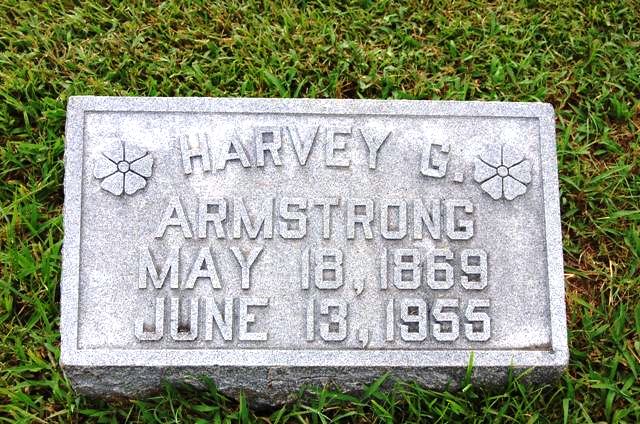 HARVEY G.
ARMSTRONG
MAY 18, 1869
JUNE 13, 1955